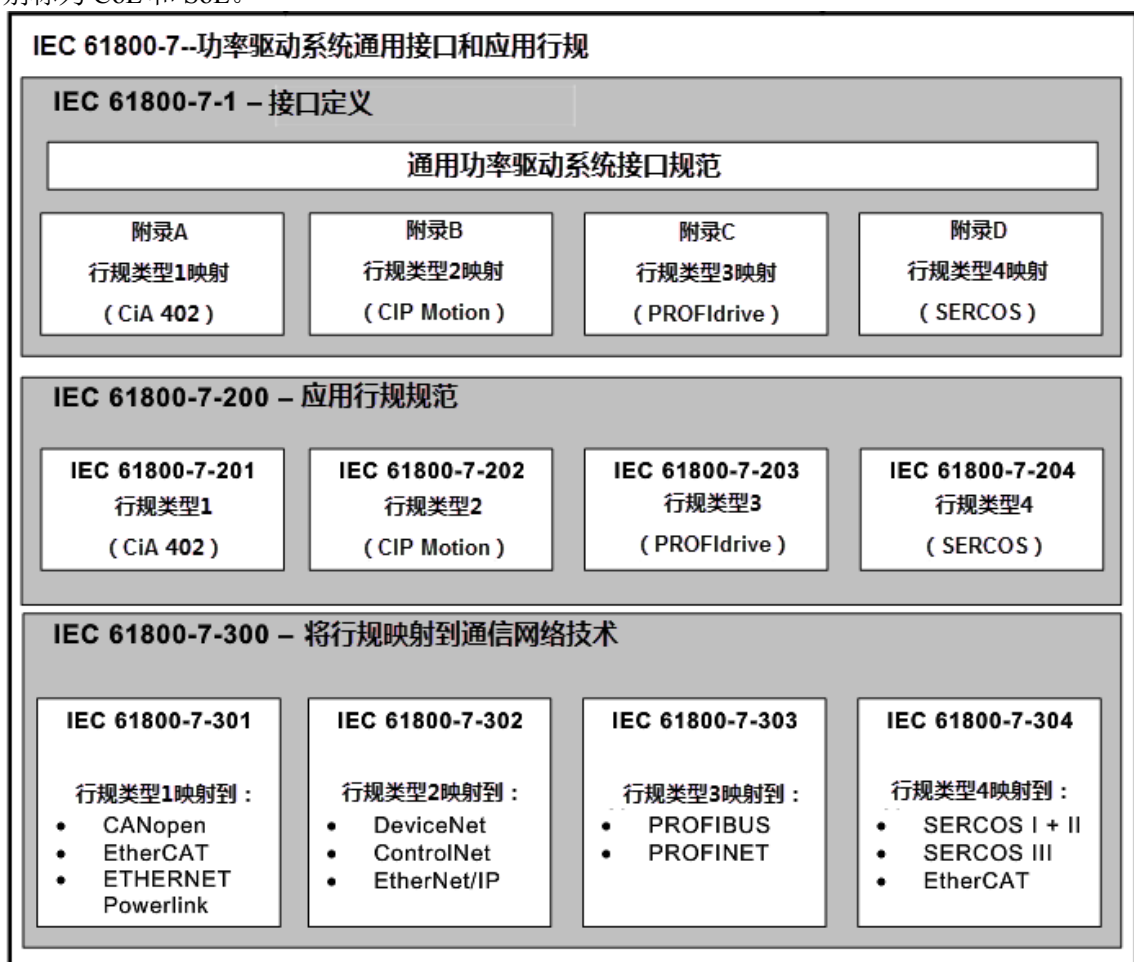 别称为 CoE 和 SoE。
IEC 61800-7--功率驱动系统通用接口和应用行规
IEC 61800-7-1 – 接口定义
通用功率驱动系统接口规范
附录A
行规类型1映射
（CiA 402）
附录B
行规类型2映射
（CIP Motion）
附录C
行规类型3映射
（PROFIdrive）
附录D
行规类型4映射
（SERCOS）
IEC 61800-7-200 – 应用行规规范
IEC 61800-7-201
行规类型1
（CiA 402）
IEC 61800-7-202
行规类型2
（CIP Motion）
IEC 61800-7-203
行规类型3
（PROFIdrive）
IEC 61800-7-204
行规类型4
（SERCOS）
IEC 61800-7-300 – 将行规映射到通信网络技术
IEC 61800-7-301
行规类型1映射到：
• CANopen
• EtherCAT
• ETHERNET
Powerlink
IEC 61800-7-302
行规类型2映射到：
• DeviceNet
• ControlNet
• EtherNet/IP
IEC 61800-7-303
行规类型3映射到：
• PROFIBUS
• PROFINET
IEC 61800-7-304
行规类型4映射到：
• SERCOS I + II
• SERCOS III
• EtherCAT